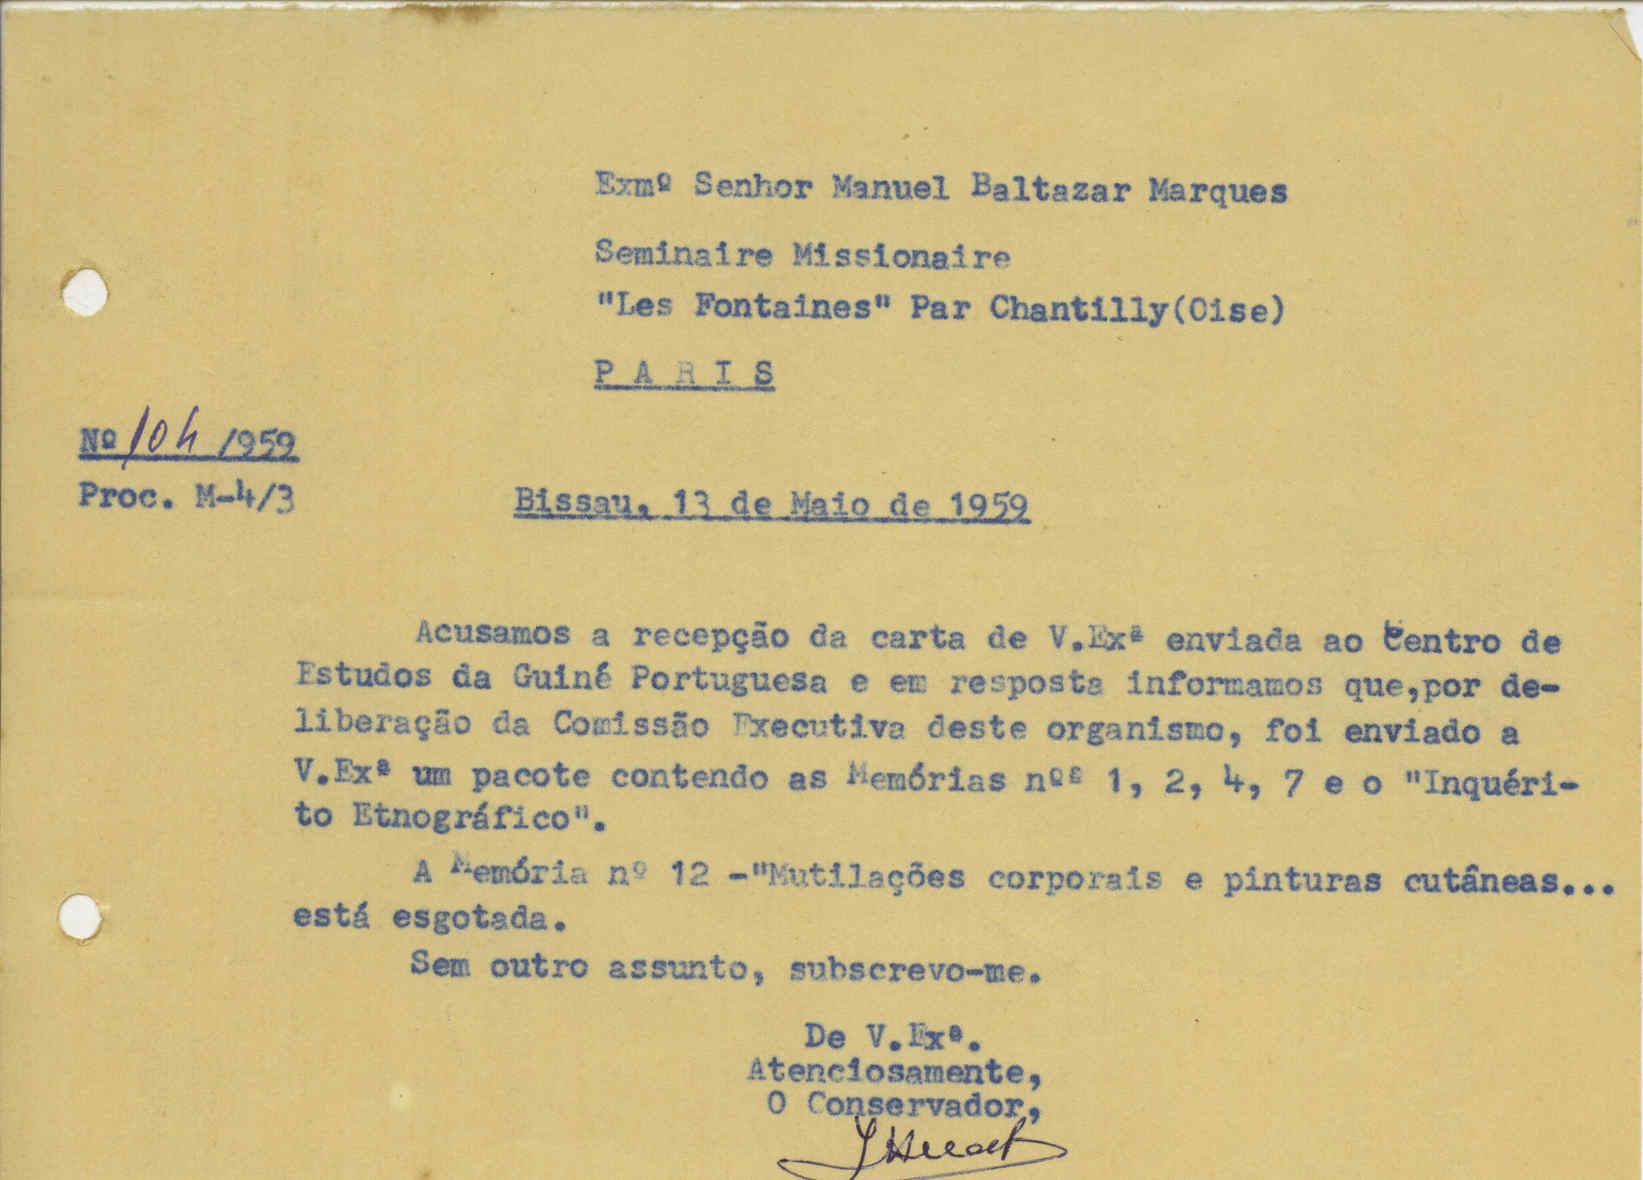 Exmº Senhor Manuel Baltazar Marques
Seminaire Missionaire
"Les Fontaines" Par Chantilly(Oise)
P A R I S
Nº 104 /959
Proc. M-4/3
Bissau, 13 de Maio de 1959
Acusamos a recepção da carta de V.Exª enviada ao Centro de
Estudos da Guiné Portuguesa e em resposta informamos que,por de-
liberação da Comissão Executiva deste organismo, foi enviado a
V.Exª um pacote contendo as Memórias nºs 1, 2, 4, 7 e o "Inquéri-
to Etnográfico".
A Memória nº 12 -"Mutilações corporais e pinturas cutâneas...
está esgotada.
Sem outro assunto, subscrevo-me.
De V.Exª.
Atenciosamente,
O Conservador,